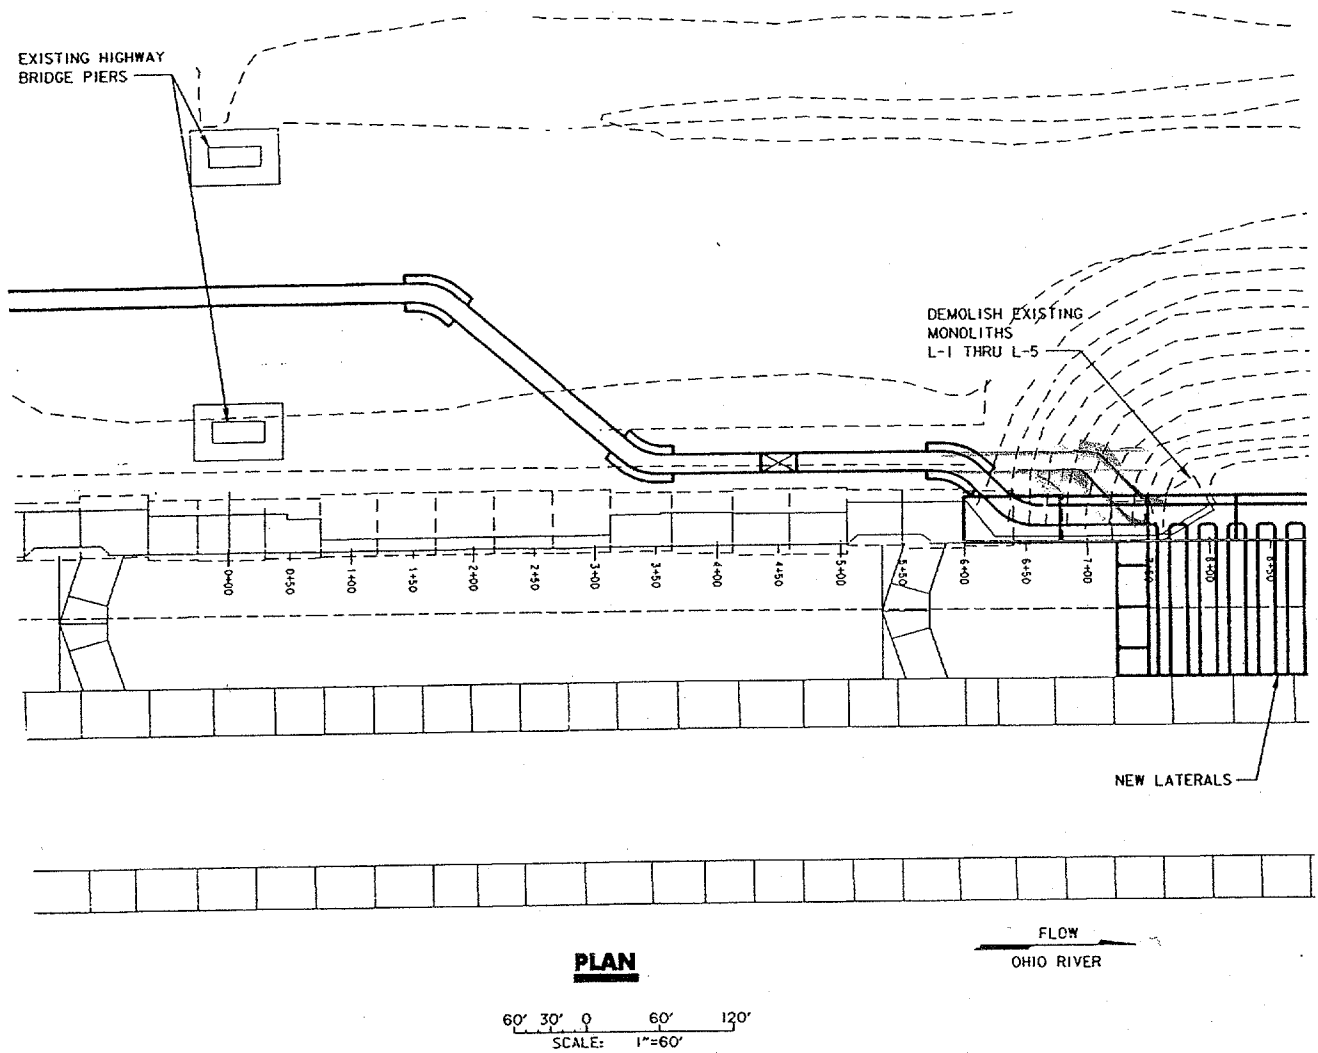 EXISTING HIGHWAY
BRIDGE PIERS
DEMOLISH EXISTING
MONOLITHS
L-1 THRU L-5
0+00
0+50
1+00
1+50
2+00
2+50
3+00
3+50
4+00
4+50
5+00
5+50
6+00
6+50
7+00
7+50
8+00
8+50
NEW LATERALS
FLOW
OHIO RIVER
PLAN
60' 30' 0 60' 120'
SCALE: 1"=60'